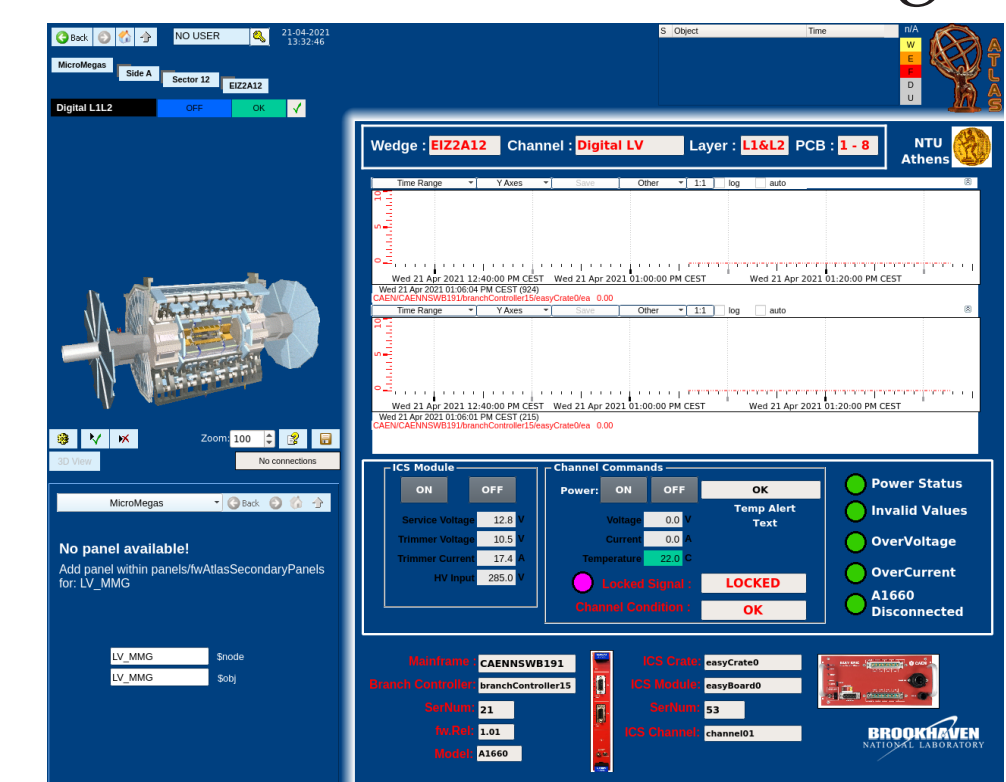 Back
NO USER
21-04-2021
13:32:46
S Object Time
n/A
W
E
F
D
U
ATLAS
MicroMegas
Side A
Sector 12
EIZ2A12
Digital L1L2 OFF OK
Wedge : EIZ2A12 Channel : Digital LV Layer : L1&L2 PCB : 1 - 8
NTU
Athens
Time Range Y Axes Save Other 1:1 log auto
10
5
0
Wed 21 Apr 2021 12:40:00 PM CEST Wed 21 Apr 2021 01:00:00 PM CEST Wed 21 Apr 2021 01:20:00 PM CEST
Wed 21 Apr 2021 01:06:04 PM CEST (924)
CAEN/CAENNSWB191/branchController15/easyCrate0/ea 0.00
Time Range Y Axes Save Other 1:1 log auto
10
5
0
Wed 21 Apr 2021 12:40:00 PM CEST Wed 21 Apr 2021 01:00:00 PM CEST Wed 21 Apr 2021 01:20:00 PM CEST
Wed 21 Apr 2021 01:06:01 PM CEST (215)
CAEN/CAENNSWB191/branchController15/easyCrate0/ea 0.00
Zoom: 100
3D View
No connections
MicroMegas Back
No panel available!
Add panel within panels/fwAtlasSecondaryPanels
for: LV_MMG
LV_MMG $node
LV_MMG $obj
ICS Module
ON OFF
Service Voltage 12.8 V
Trimmer Voltage 10.5 V
Trimmer Current 17.4 A
HV Input 285.0 V
Channel Commands
Power: ON OFF OK
Temp Alert
Text
Voltage 0.0 V
Current 0.0 A
Temperature 22.0 C
Locked Signal : LOCKED
Channel Condition : OK
Power Status
Invalid Values
OverVoltage
OverCurrent
A1660
Disconnected
Mainframe : CAENNSWB191
Branch Controller: branchController15
SerNum: 21
fw.Rel: 1.01
Model: A1660
ICS Crate: easyCrate0
ICS Module: easyBoard0
SerNum: 53
ICS Channel: channel01
CAEN
BROOKHAVEN
NATIONAL LABORATORY